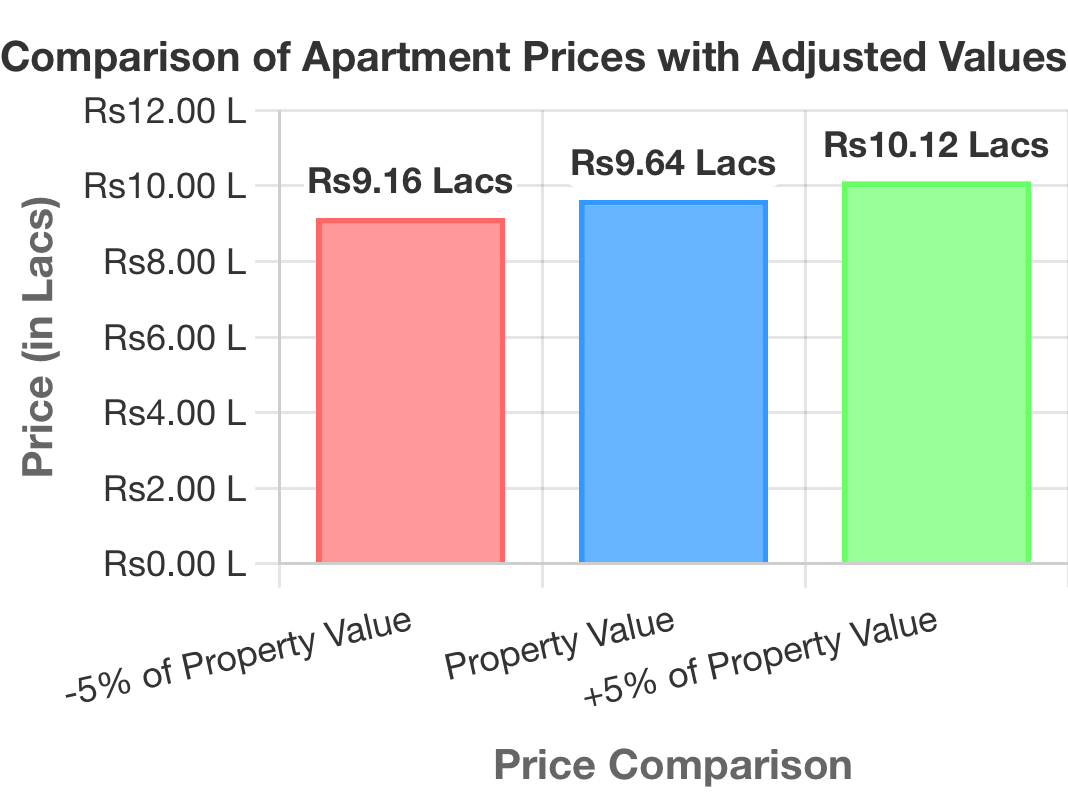 Comparison of Apartment Prices with Adjusted Values
Rs12.00 L
Rs10.00 L
Rs8.00 L
Rs6.00 L
Rs4.00 L
Rs2.00 L
Rs0.00 L
Price (in Lacs)
Rs9.16 Lacs
Rs9.64 Lacs
Rs10.12 Lacs
-5% of Property Value
Property Value
+5% of Property Value
Price Comparison